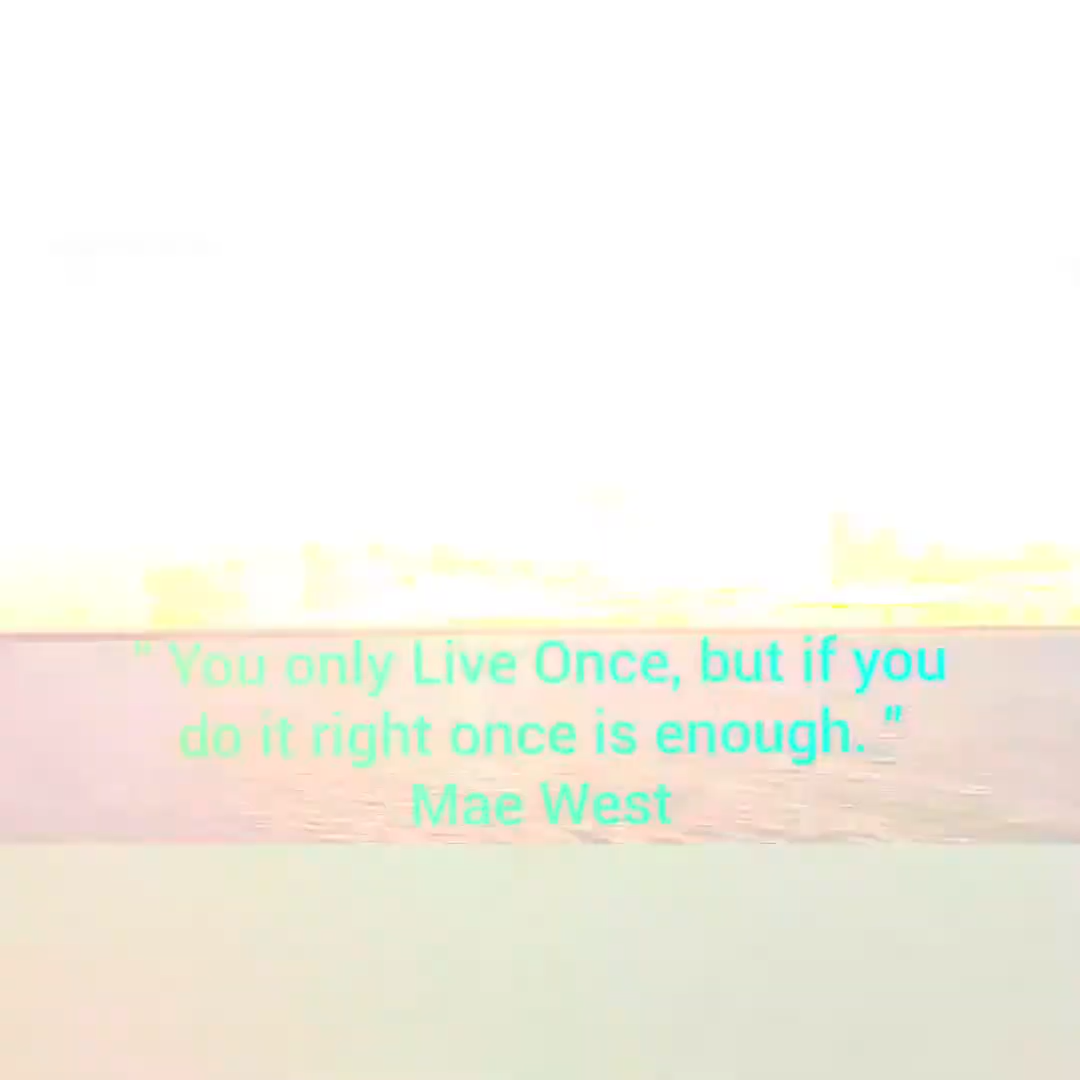 " You only Live Once, but if you
do it right once is enough. "
Mae West